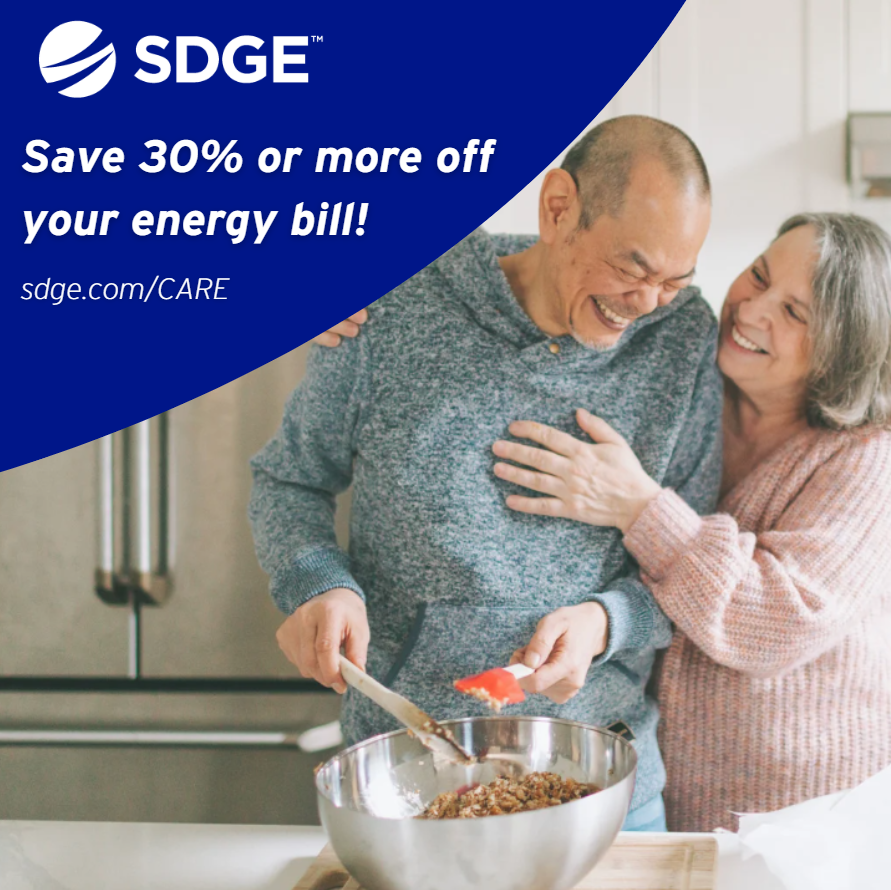 SDGE™
Save 30% or more off
your energy bill!
sdge.com/CARE